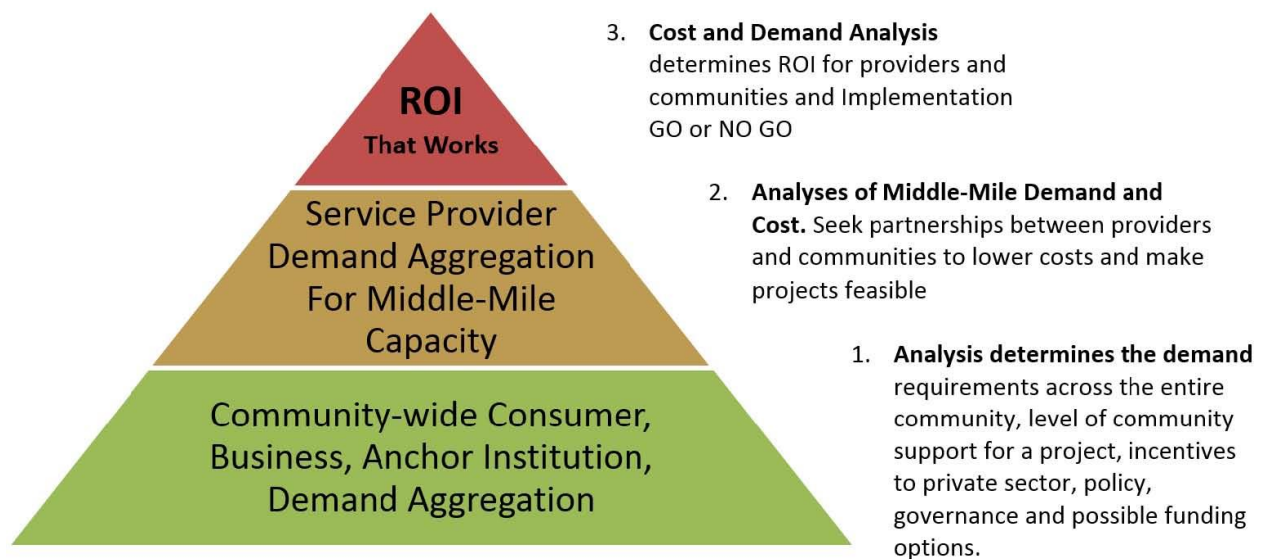 ROI
That Works
Service Provider
Demand Aggregation
For Middle-Mile
Capacity
Community-wide Consumer,
Business, Anchor Institution,
Demand Aggregation
3. Cost and Demand Analysis
determines ROI for providers and
communities and Implementation
GO or NO GO
2. Analyses of Middle-Mile Demand and
Cost. Seek partnerships between providers
and communities to lower costs and make
projects feasible
1. Analysis determines the demand
requirements across the entire
community, level of community
support for a project, incentives
to private sector, policy,
governance and possible funding
options.